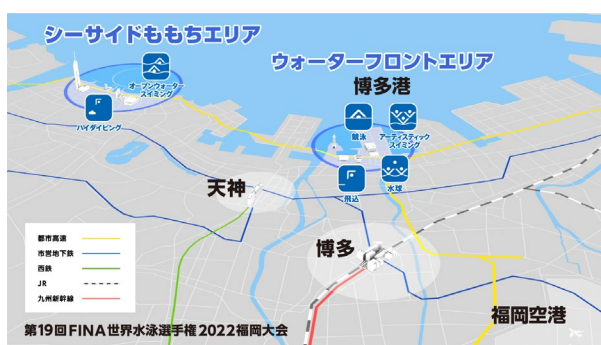 シーサイドももちエリア
ウォーターフロントエリア
博多港
オープンウォーター
スイミング
ハイダイビング
競泳
アーティスティック
スイミング
飛込
水球
天神
博多
都市高速
市営地下鉄
西鉄
JR
九州新幹線
福岡空港
第19回FINA世界水泳選手権2022福岡大会